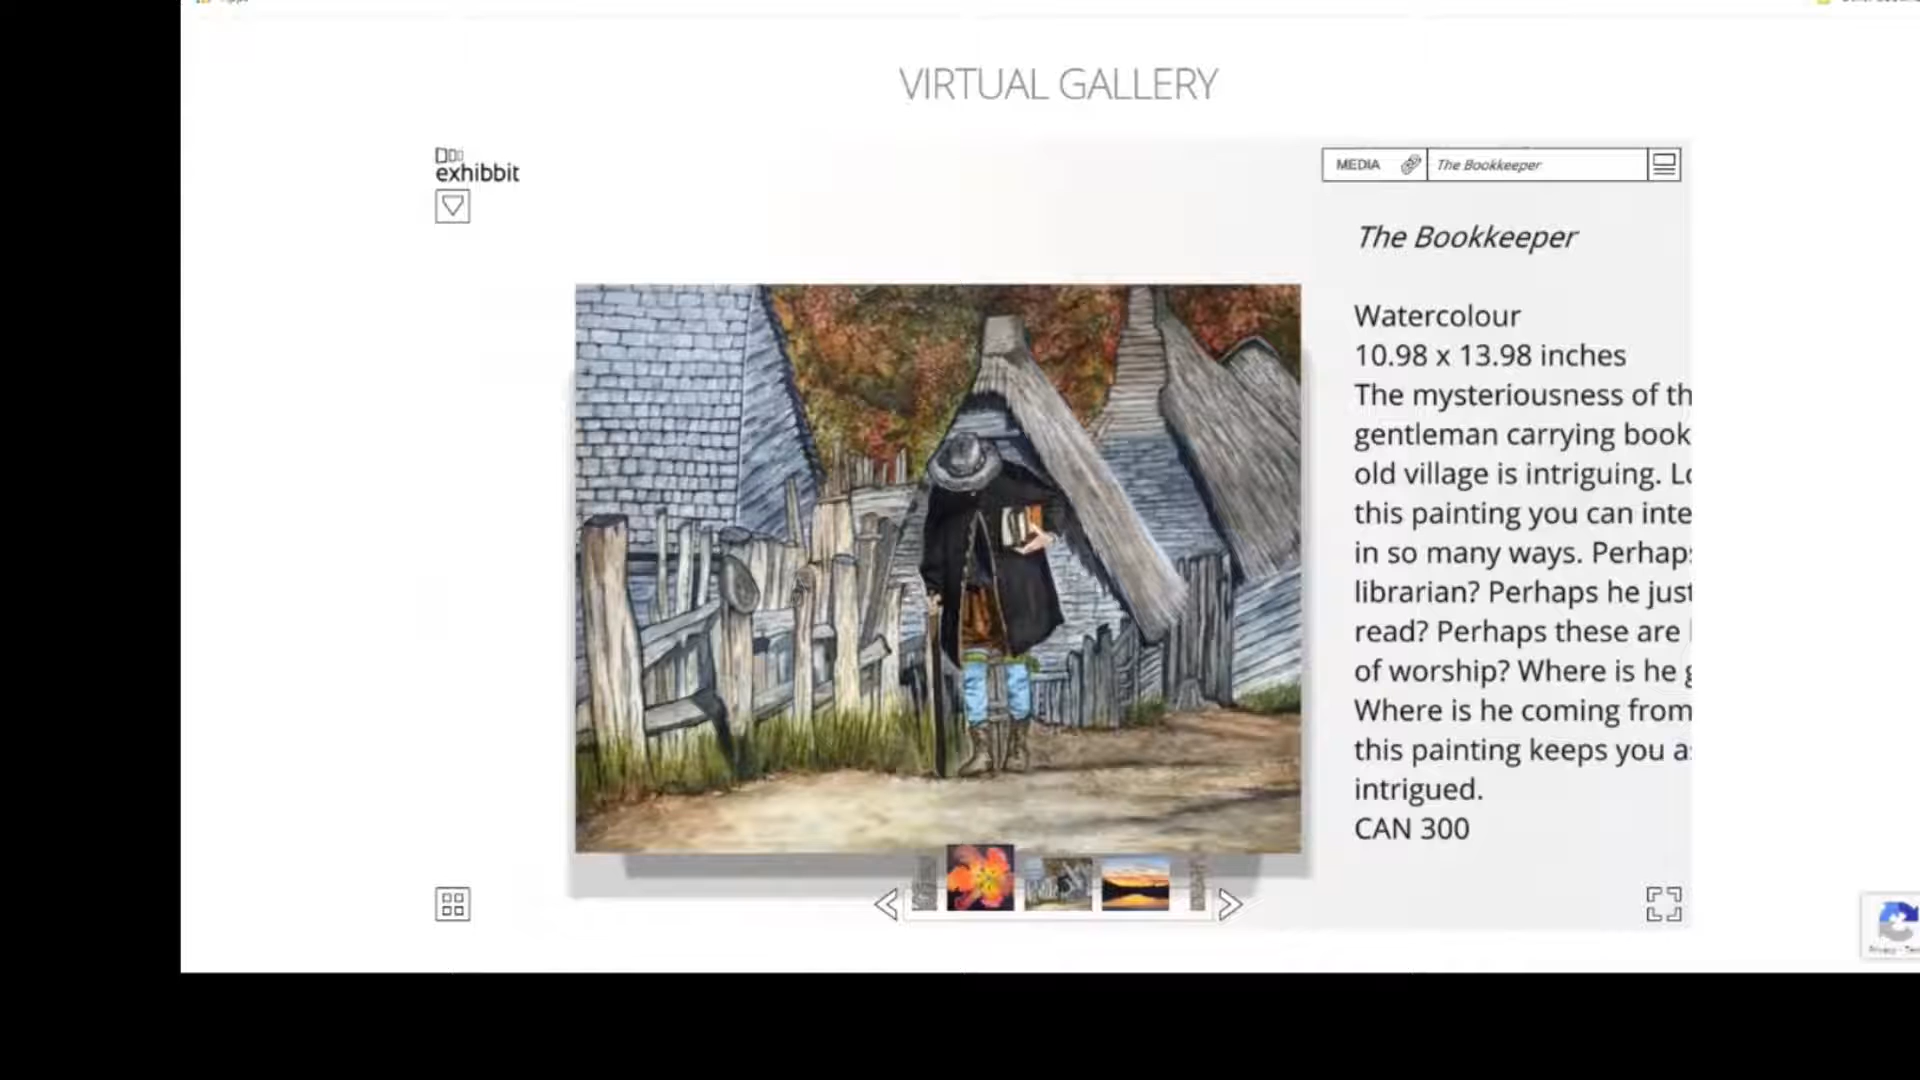 VIRTUAL GALLERY
exhibbit
MEDIA
The Bookkeeper
The Bookkeeper
Watercolour
10.98 x 13.98 inches
The mysteriousness of th
gentleman carrying book
old village is intriguing. Lo
this painting you can inte
in so many ways. Perhaps
librarian? Perhaps he just
read? Perhaps these are
of worship? Where is he g
Where is he coming from
this painting keeps you a
intrigued.
CAN 300